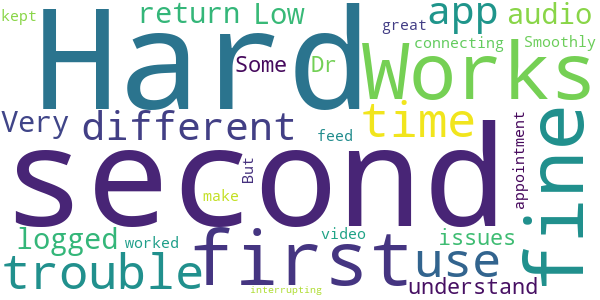 kept
return
Low
app
great
audio
Hard
Works
connecting
Smoothly
Some
Dr
Very
different
time
fine
second
feed
But
appointment
make
logged
worked
first
video
issues
trouble
use
understand
interrupting